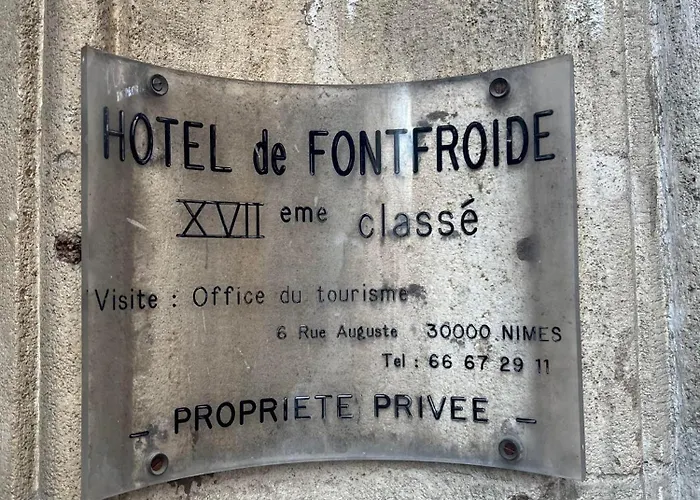 HOTEL de FONTFROIDE
XVII eme classé
Visite : Office du tourisme
6 Rue Auguste 30000 NIMES
Tel : 66 67 29 11
_ PROPRIETE PRIVEE _